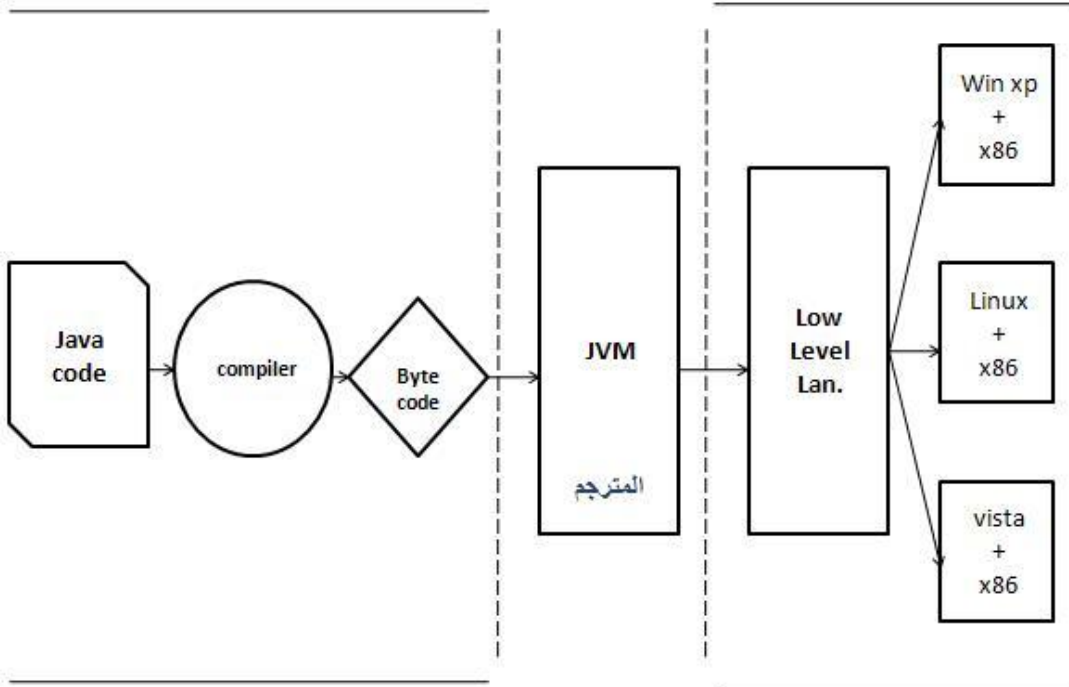 Java
code
compiler
Byte
code
JVM
المترجم
Low
Level
Lan.
Win xp
+
x86
Linux
+
x86
vista
+
x86